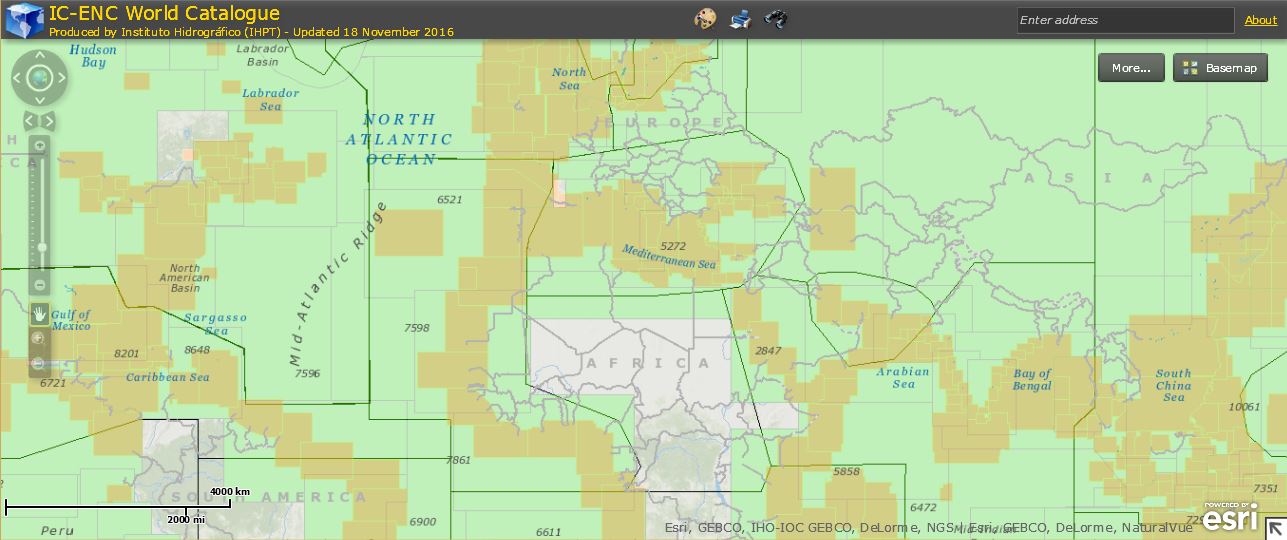 IC-ENC World Catalogue
Produced by Instituto Hidrográfico (IHPT) - Updated 18 November 2016
Enter address
About
More...
Basemap
Hudson
Bay
Labrador
Basin
Labrador
Sea
North
Sea
EUROPE
NORTH
ATLANTIC
OCEAN
H
ICA
ASIA
6521
Mid-Atlantic Ridge
5272
Mediterranean Sea
North
American
Basin
Gulf of
Mexico
Sargasso
Sea
7598
8201
8648
7596
6721
Caribbean Sea
AFRICA
2847
Arabian
Sea
Bay of
Bengal
South
China
Sea
10061
7861
5858
4000 km
2000 mi
SOUTH AMERICA
6900
6611
6472
7351
Peru
Mid-Indian
POWERED BY
esri
Esri, GEBCO, IHO-IOC GEBCO, DeLorme, NGS | Esri, GEBCO, DeLorme, NaturalVue